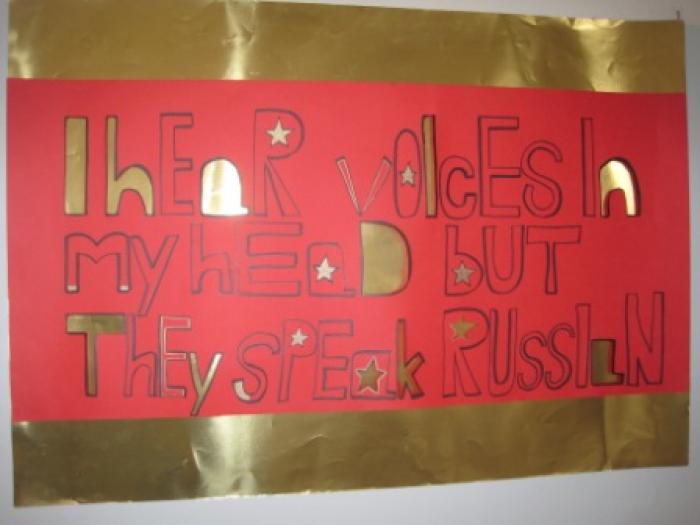 I hEaR VOIcES In
my hEaD bUT
ThEy SPEak RUSSIaN